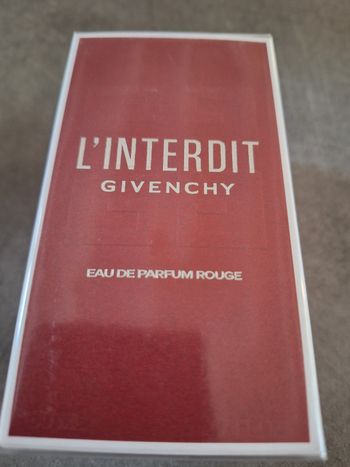 L'INTERDIT
GIVENCHY
EAU DE PARFUM ROUGE